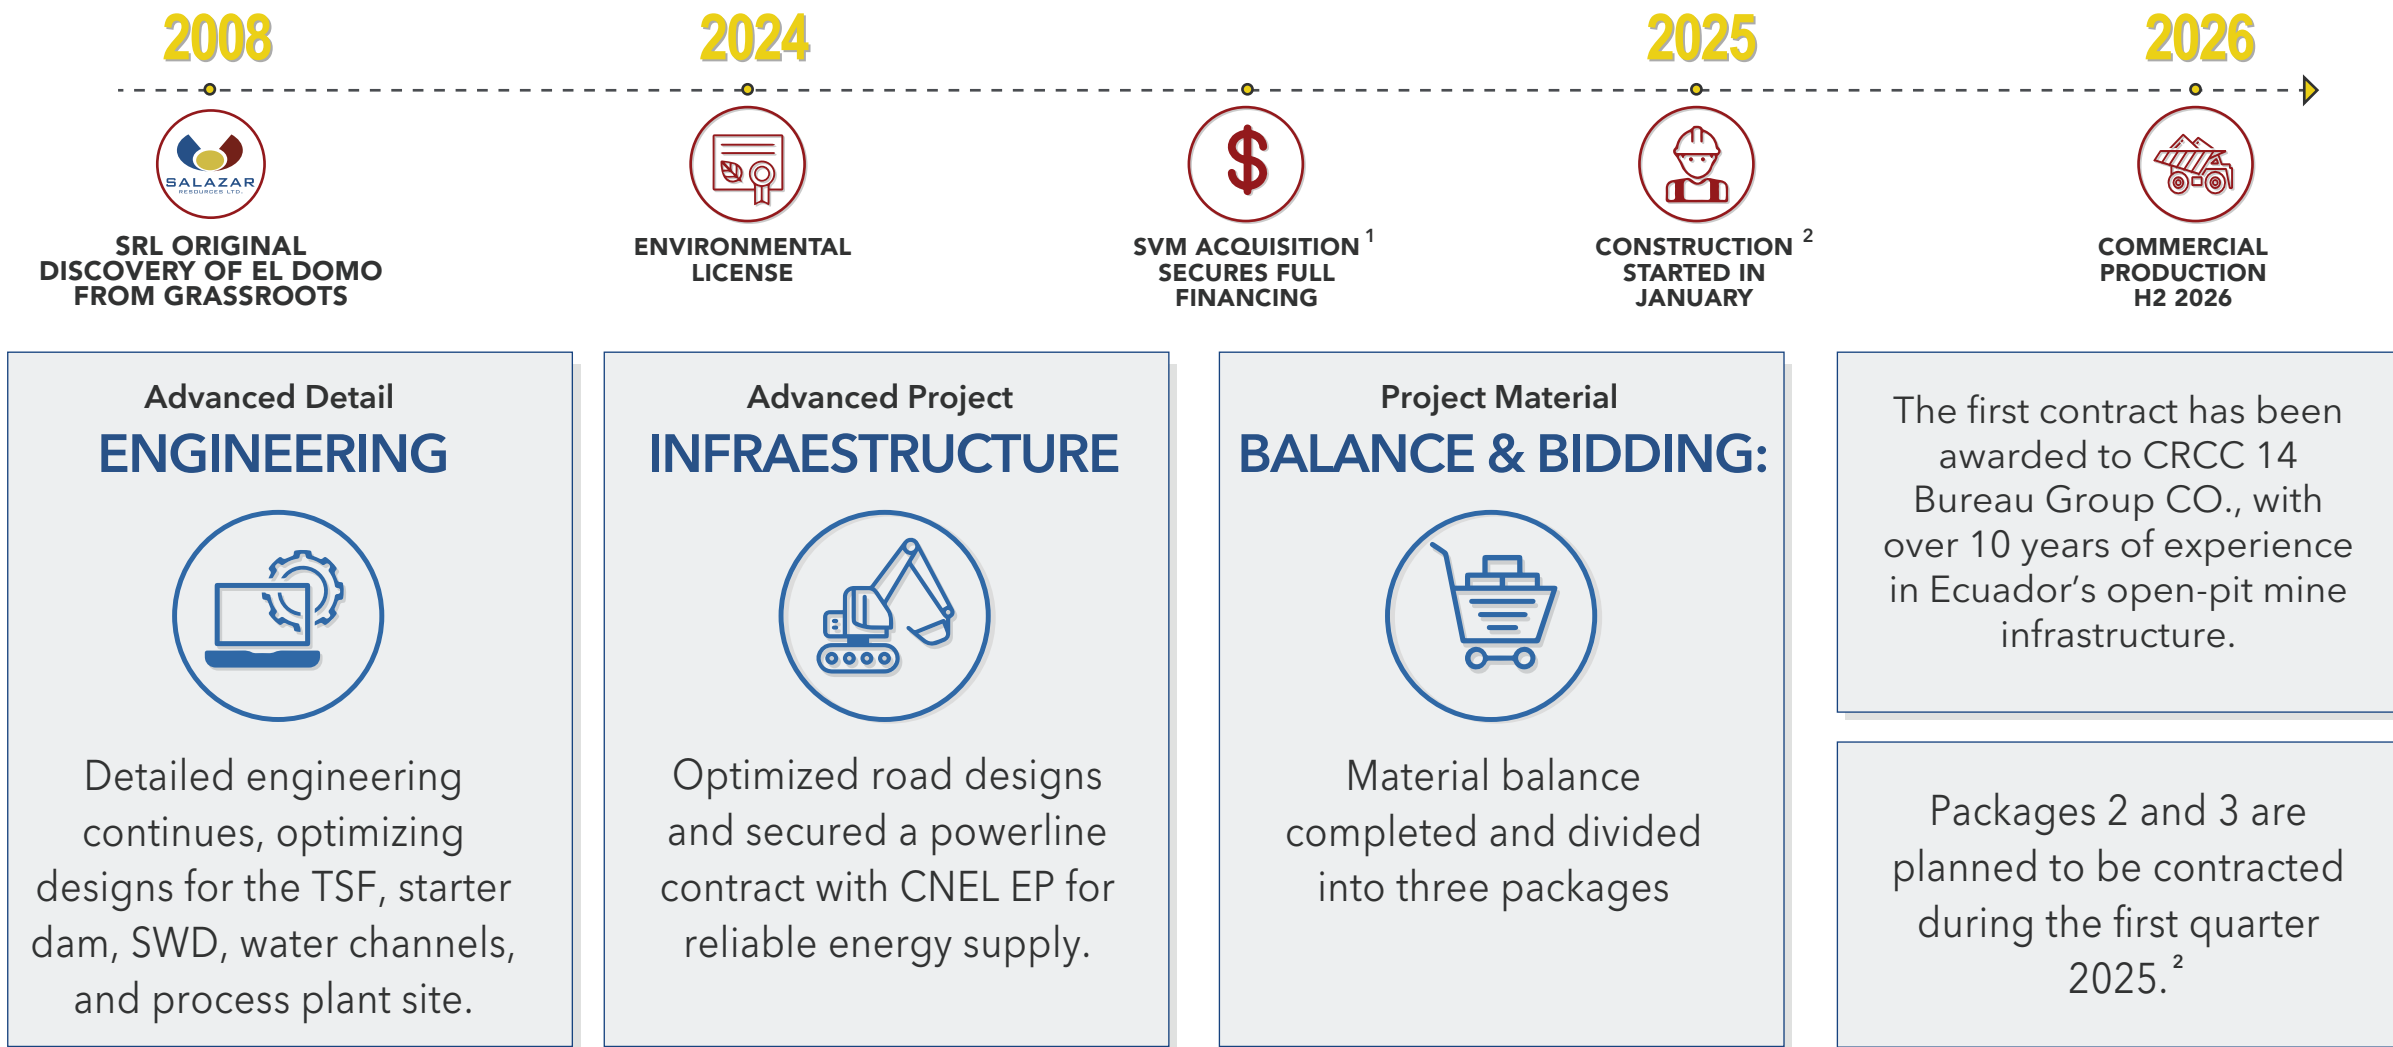 2008
2024
2025
2026
SALAZAR
RESOURCES LTD.
SRL ORIGINAL
DISCOVERY OF EL DOMO
FROM GRASSROOTS
ENVIRONMENTAL
LICENSE
SVM ACQUISITION 1
SECURES FULL
FINANCING
CONSTRUCTION 2
STARTED IN
JANUARY
COMMERCIAL
PRODUCTION
H2 2026
Advanced Detail
ENGINEERING
Detailed engineering
continues, optimizing
designs for the TSF, starter
dam, SWD, water channels,
and process plant site.
Advanced Project
INFRAESTRUCTURE
Optimized road designs
and secured a powerline
contract with CNEL EP for
reliable energy supply.
Project Material
BALANCE & BIDDING:
Material balance
completed and divided
into three packages
The first contract has been
awarded to CRCC 14
Bureau Group CO., with
over 10 years of experience
in Ecuador’s open-pit mine
infrastructure.
Packages 2 and 3 are
planned to be contracted
during the first quarter
2025. 2